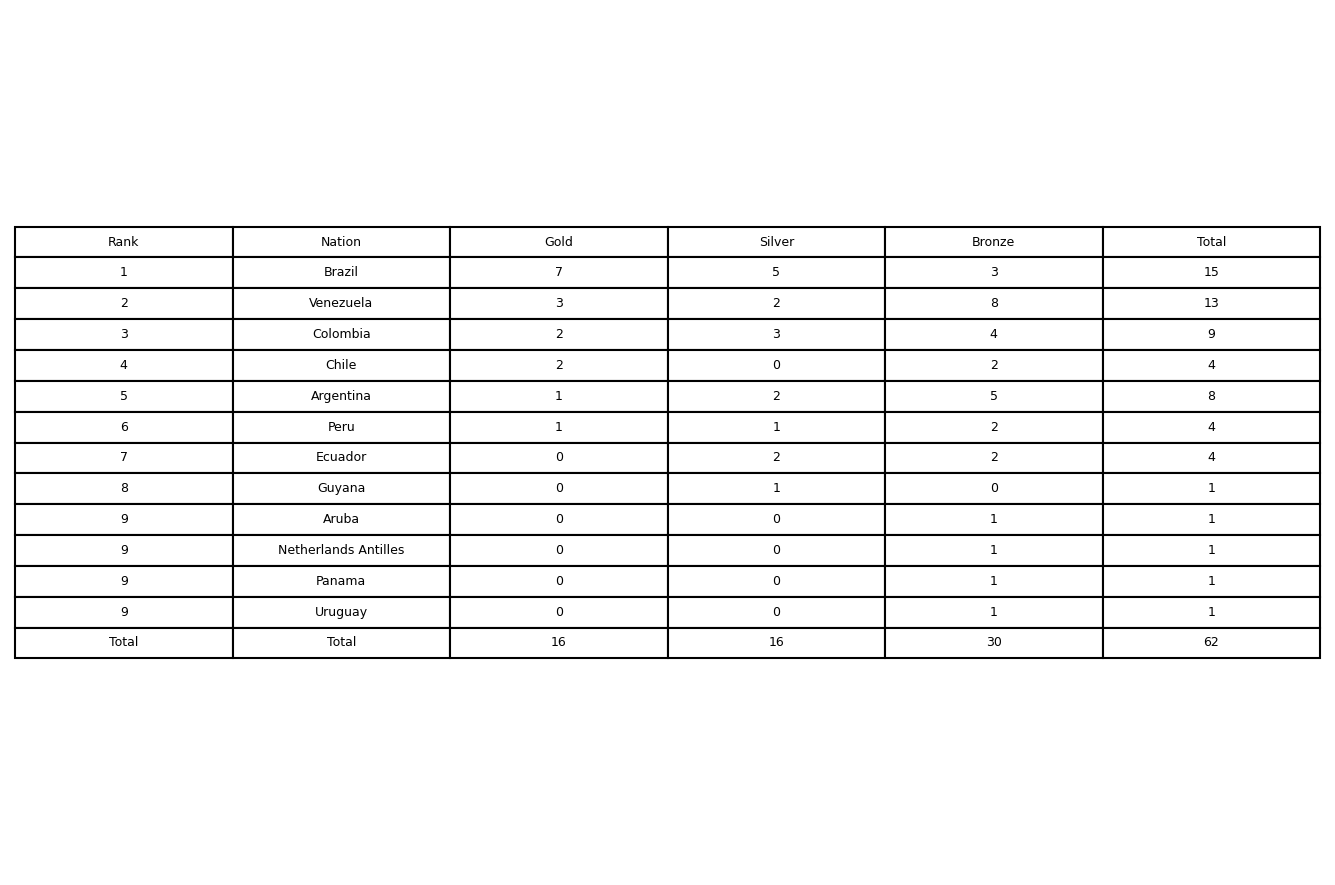 Rank Nation Gold Silver Bronze Total
1 Brazil 7 5 3 15
2 Venezuela 3 2 8 13
3 Colombia 2 3 4 9
4 Chile 2 0 2 4
5 Argentina 1 2 5 8
6 Peru 1 1 2 4
7 Ecuador 0 2 2 4
8 Guyana 0 1 0 1
9 Aruba 0 0 1 1
9 Netherlands Antilles 0 0 1 1
9 Panama 0 0 1 1
9 Uruguay 0 0 1 1
Total Total 16 16 30 62